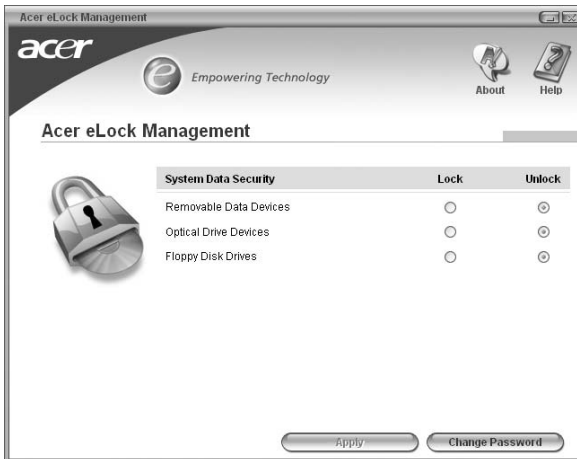 Acer eLock Management
acer
e Empowering Technology
About Help
Acer eLock Management
System Data Security Lock Unlock
Removable Data Devices
Optical Drive Devices
Floppy Disk Drives
Apply Change Password